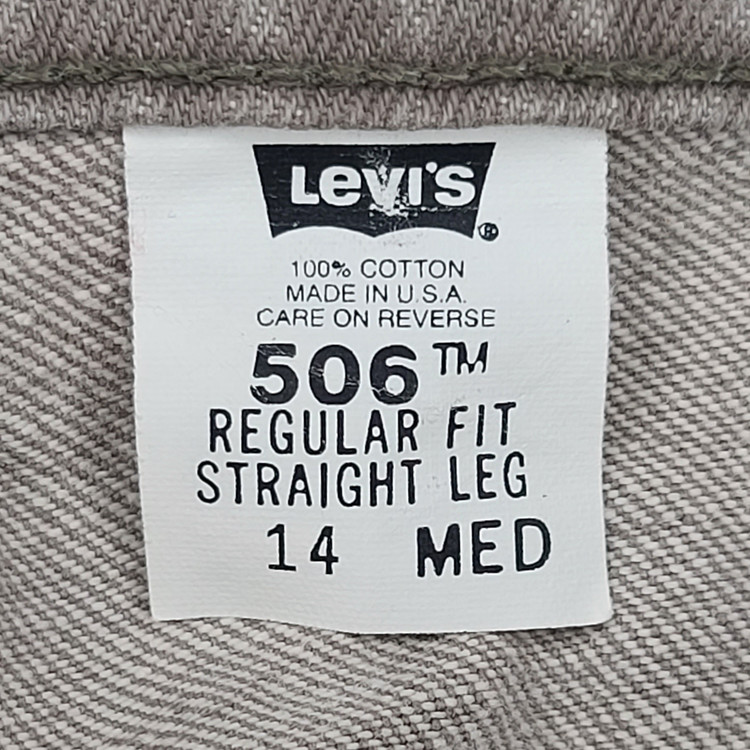 Levi's ®
100% COTTON
MADE IN U.S.A.
CARE ON REVERSE
506™
REGULAR FIT
STRAIGHT LEG
14 MED